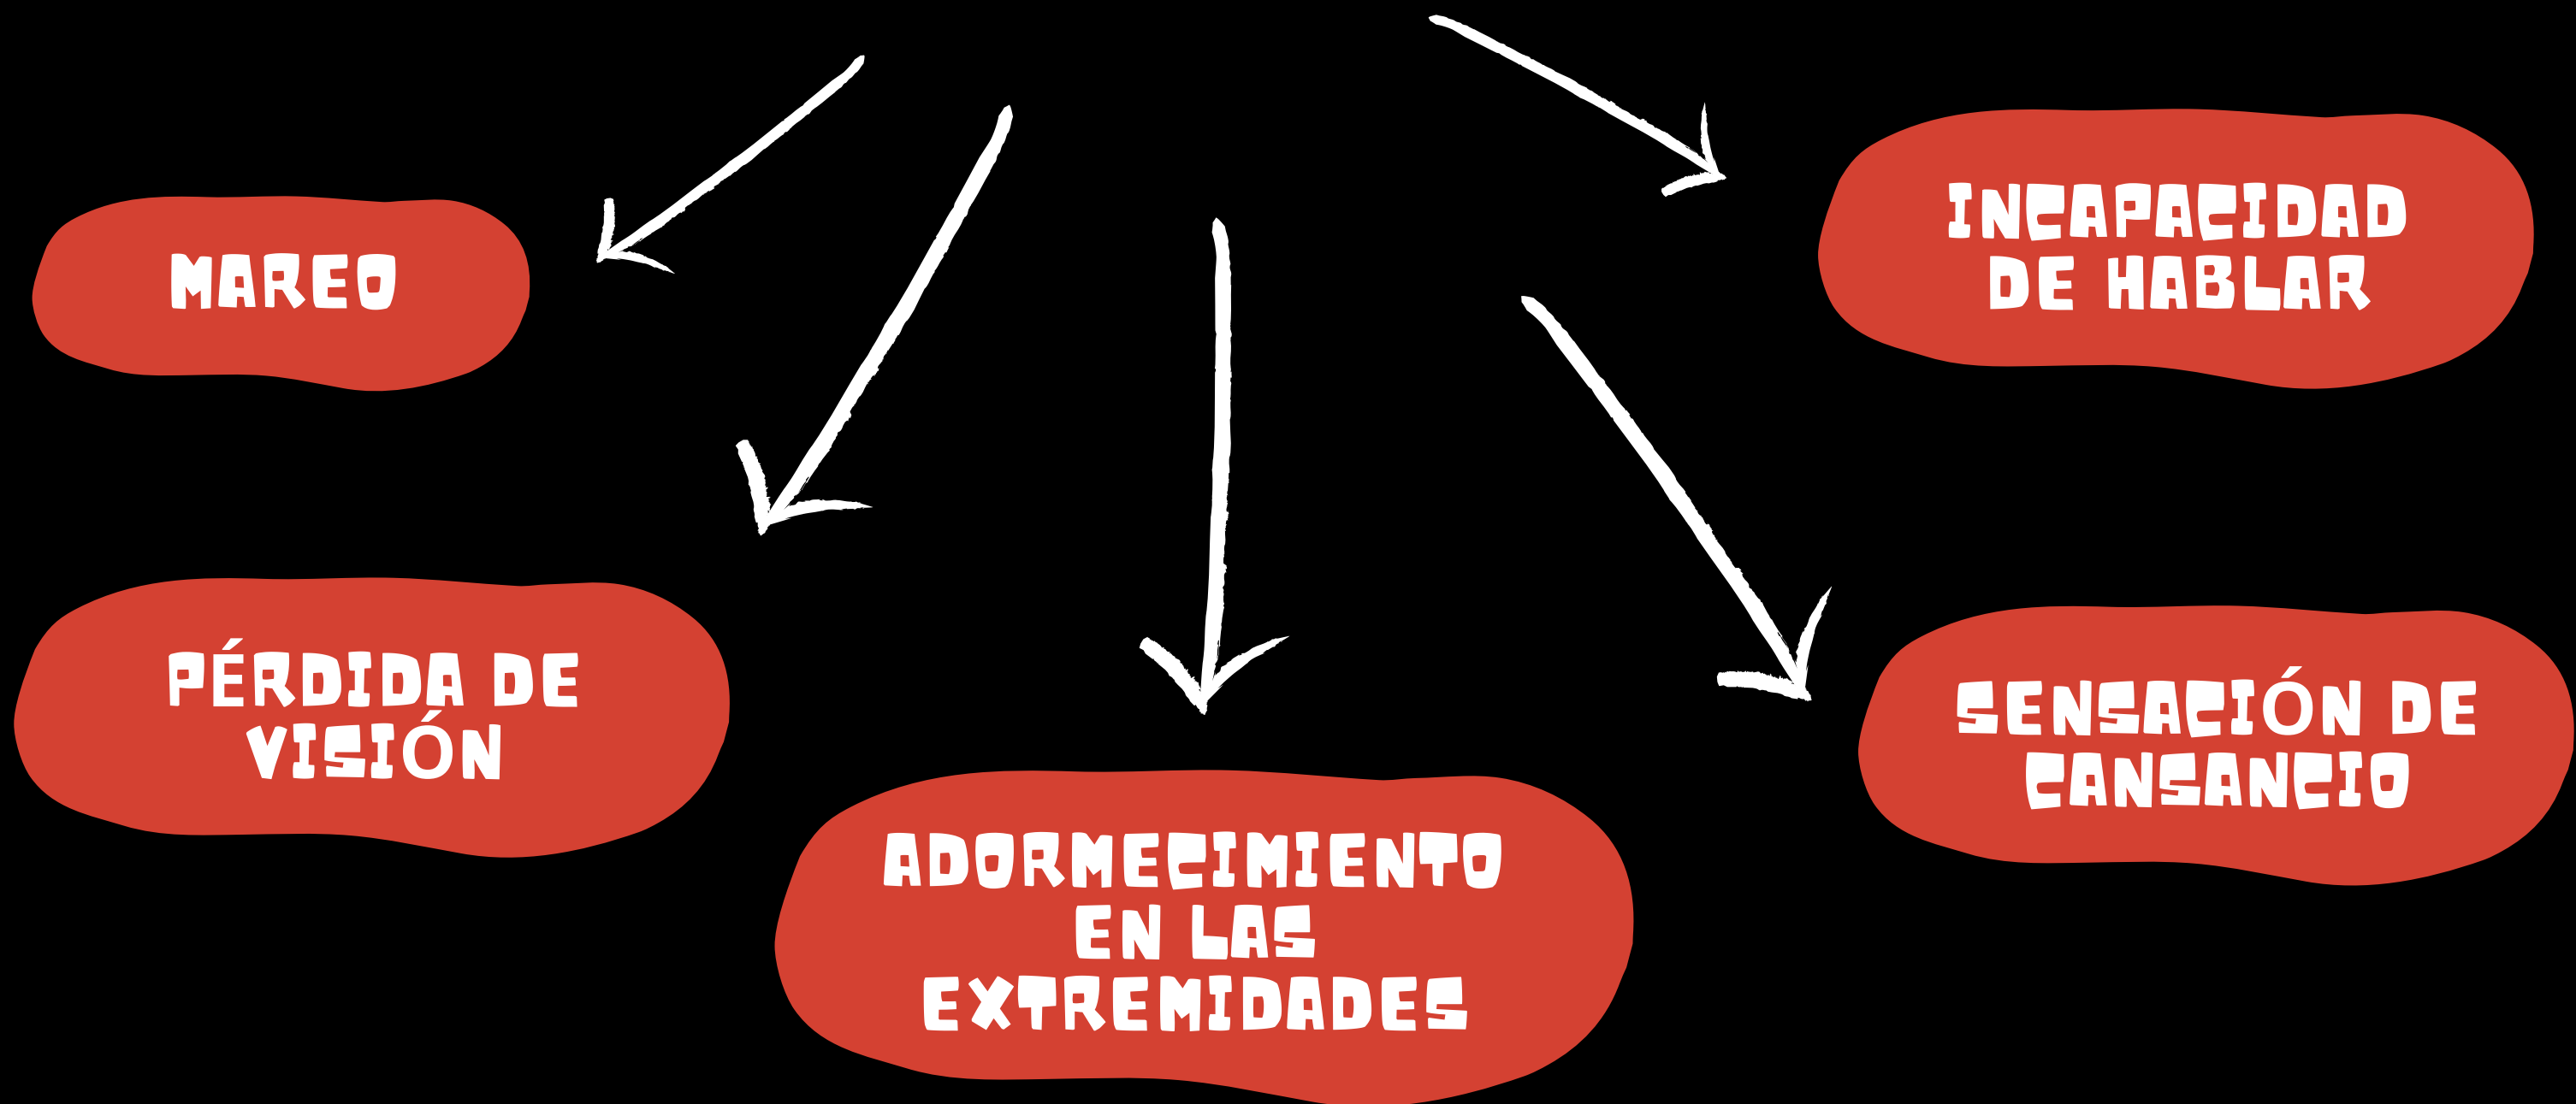 MAREO
INCAPACIDAD
DE HABLAR
PÉRDIDA DE
VISIÓN
ADORMECIMIENTO
EN LAS
EXTREMIDADES
SENSACIÓN DE
CANSANCIO